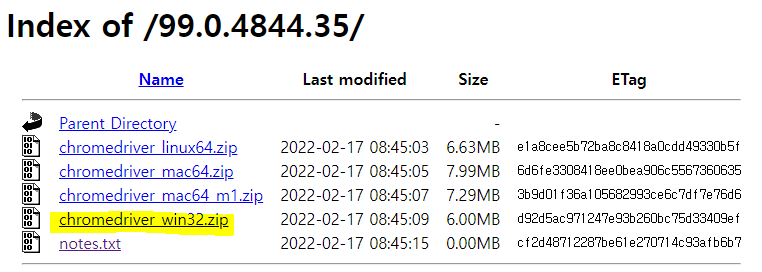 Index of /99.0.4844.35/
Name Last modified Size ETag
Parent Directory -
chromedriver_linux64.zip 2022-02-17 08:45:03 6.63MB e1a8cee5b72ba8c8418a0cdd49330b5f
chromedriver_mac64.zip 2022-02-17 08:45:05 7.99MB 6d6fe3308418ee0bea906c5567360635
chromedriver_mac64_m1.zip 2022-02-17 08:45:07 7.29MB 3b9d01f36a105682993ce6c7df7e76d6
chromedriver_win32.zip 2022-02-17 08:45:09 6.00MB d92d5ac971247e93b260bc75d33409ef
notes.txt 2022-02-17 08:45:15 0.00MB cf2d48712287be61e270714c93afb6b7